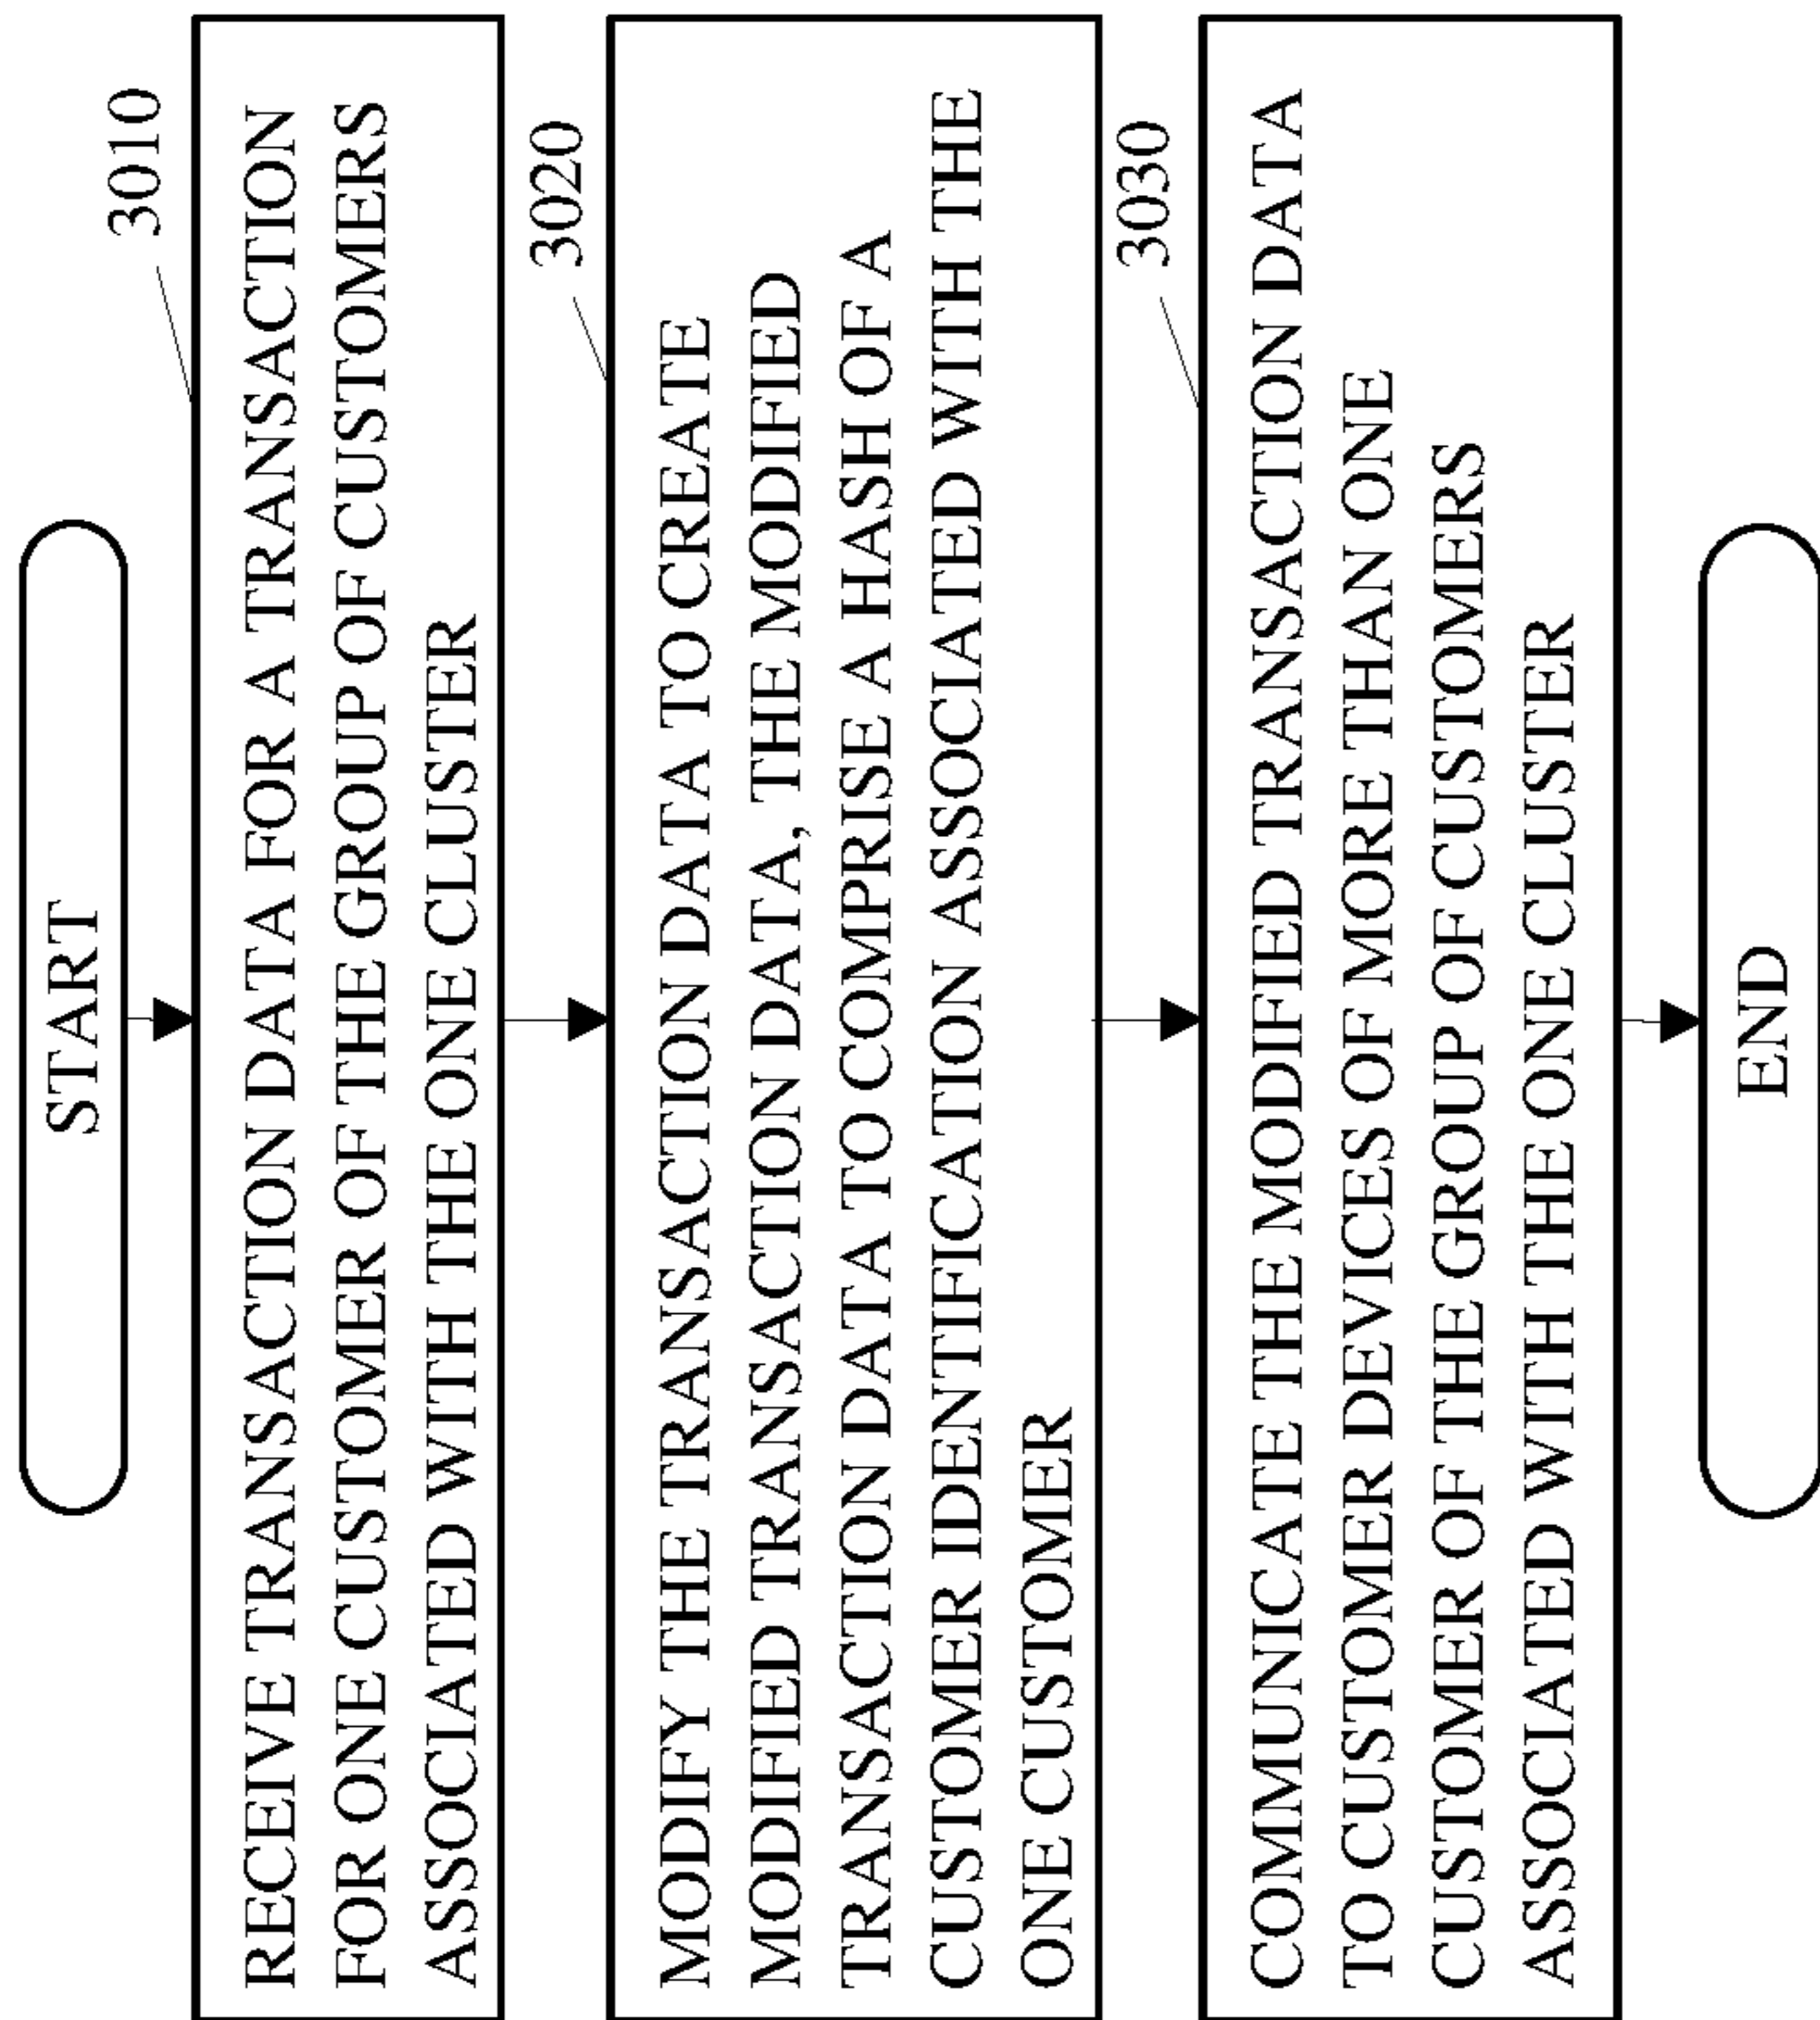 START
3010
RECEIVE TRANSACTION DATA FOR A TRANSACTION
FOR ONE CUSTOMER OF THE GROUP OF CUSTOMERS
ASSOCIATED WITH THE ONE CLUSTER
3020
MODIFY THE TRANSACTION DATA TO CREATE
MODIFIED TRANSACTION DATA, THE MODIFIED
TRANSACTION DATA TO COMPRISE A HASH OF A
CUSTOMER IDENTIFICATION ASSOCIATED WITH THE
ONE CUSTOMER
3030
COMMUNICATE THE MODIFIED TRANSACTION DATA
TO CUSTOMER DEVICES OF MORE THAN ONE
CUSTOMER OF THE GROUP OF CUSTOMERS
ASSOCIATED WITH THE ONE CLUSTER
END